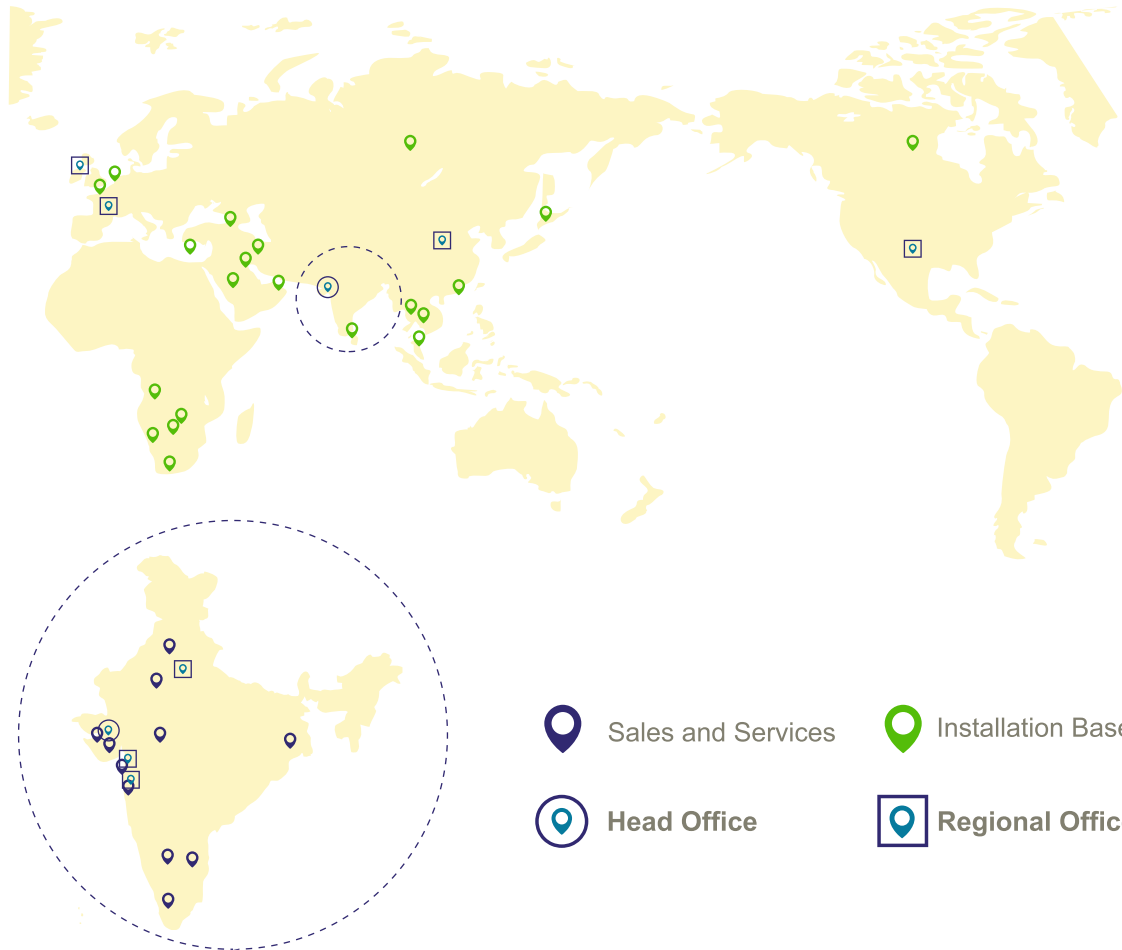 Sales and Services
Installation Base
Head Office
Regional Offic